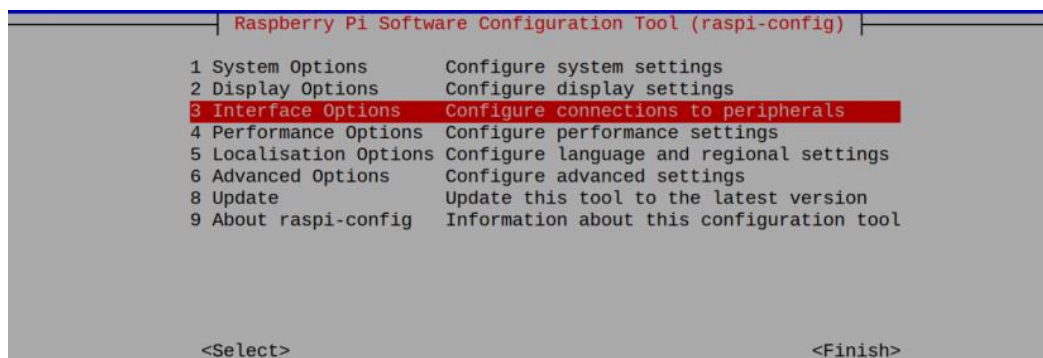 Raspberry Pi Software Configuration Tool (raspi-config)
1 System Options Configure system settings
2 Display Options Configure display settings
3 Interface Options Configure connections to peripherals
4 Performance Options Configure performance settings
5 Localisation Options Configure language and regional settings
6 Advanced Options Configure advanced settings
8 Update Update this tool to the latest version
9 About raspi-config Information about this configuration tool
<Select> <Finish>